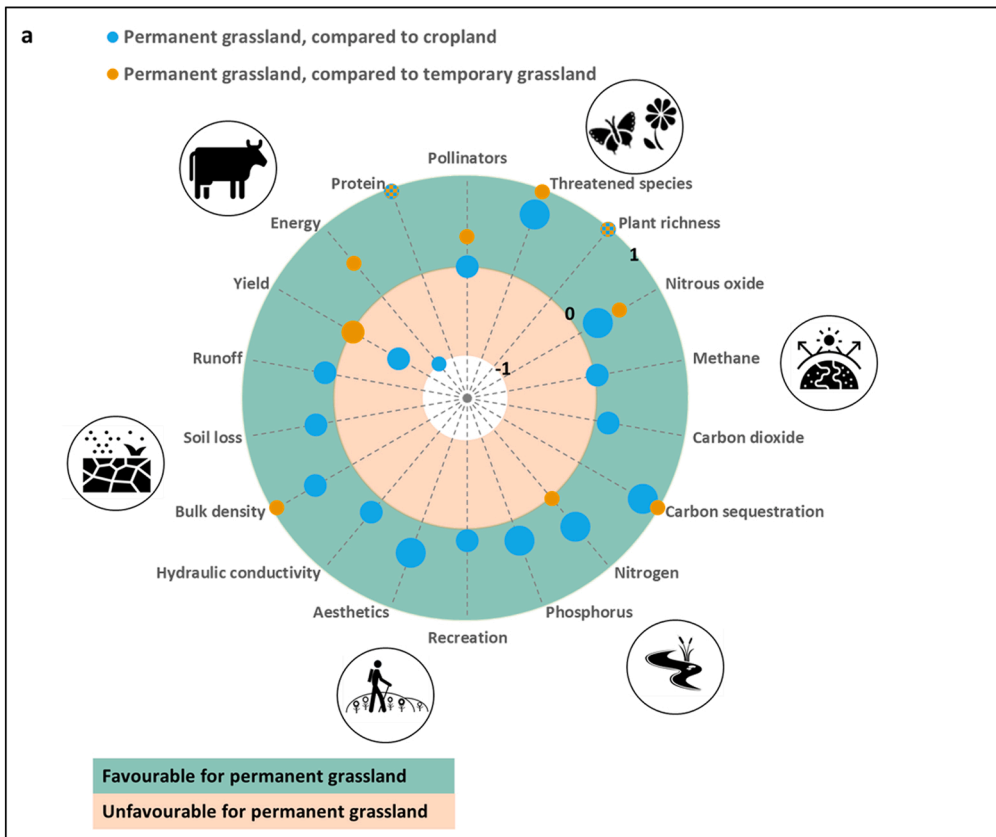 a
Permanent grassland, compared to cropland
Permanent grassland, compared to temporary grassland
Pollinators
Threatened species
Protein
Plant richness
Energy
1
Yield
Nitrous oxide
0
Runoff
Methane
-1
Soil loss
Carbon dioxide
Bulk density
Carbon sequestration
Hydraulic conductivity
Nitrogen
Aesthetics
Phosphorus
Recreation
Favourable for permanent grassland
Unfavourable for permanent grassland